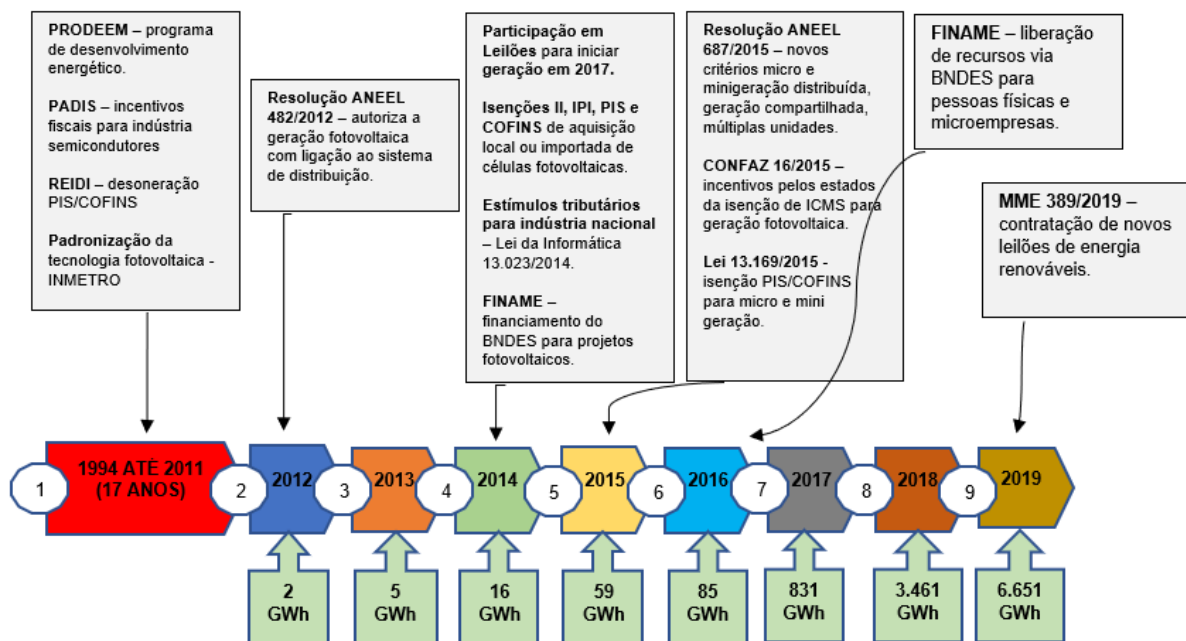 PRODEEM – programa
de desenvolvimento
energético.
PADIS – incentivos
fiscais para indústria
semicondutores
REIDI – desoneração
PIS/COFINS
Padronização da
tecnologia fotovoltaica -
INMETRO
Resolução ANEEL
482/2012 – autoriza a
geração fotovoltaica
com ligação ao sistema
de distribuição.
Participação em
Leilões para iniciar
geração em 2017.
Isenções II, IPI, PIS e
COFINS de aquisição
local ou importada de
células fotovoltaicas.
Estímulos tributários
para indústria nacional
– Lei da Informática
13.023/2014.
FINAME –
financiamento do
BNDES para projetos
fotovoltaicos.
Resolução ANEEL
687/2015 – novos
critérios micro e
minigeração distribuída,
geração compartilhada,
múltiplas unidades.
CONFAZ 16/2015 –
incentivos pelos estados
da isenção de ICMS para
geração fotovoltaica.
Lei 13.169/2015 -
isenção PIS/COFINS
para micro e mini
geração.
FINAME – liberação
de recursos via
BNDES para
pessoas físicas e
microempresas.
MME 389/2019 –
contratação de novos
leilões de energia
renováveis.
1
1994 ATÉ 2011
(17 ANOS)
2
2012
3
2013
4
2014
5
2015
6
2016
7
2017
8
2018
9
2019
2
GWh
5
GWh
16
GWh
59
GWh
85
GWh
831
GWh
3.461
GWh
6.651
GWh